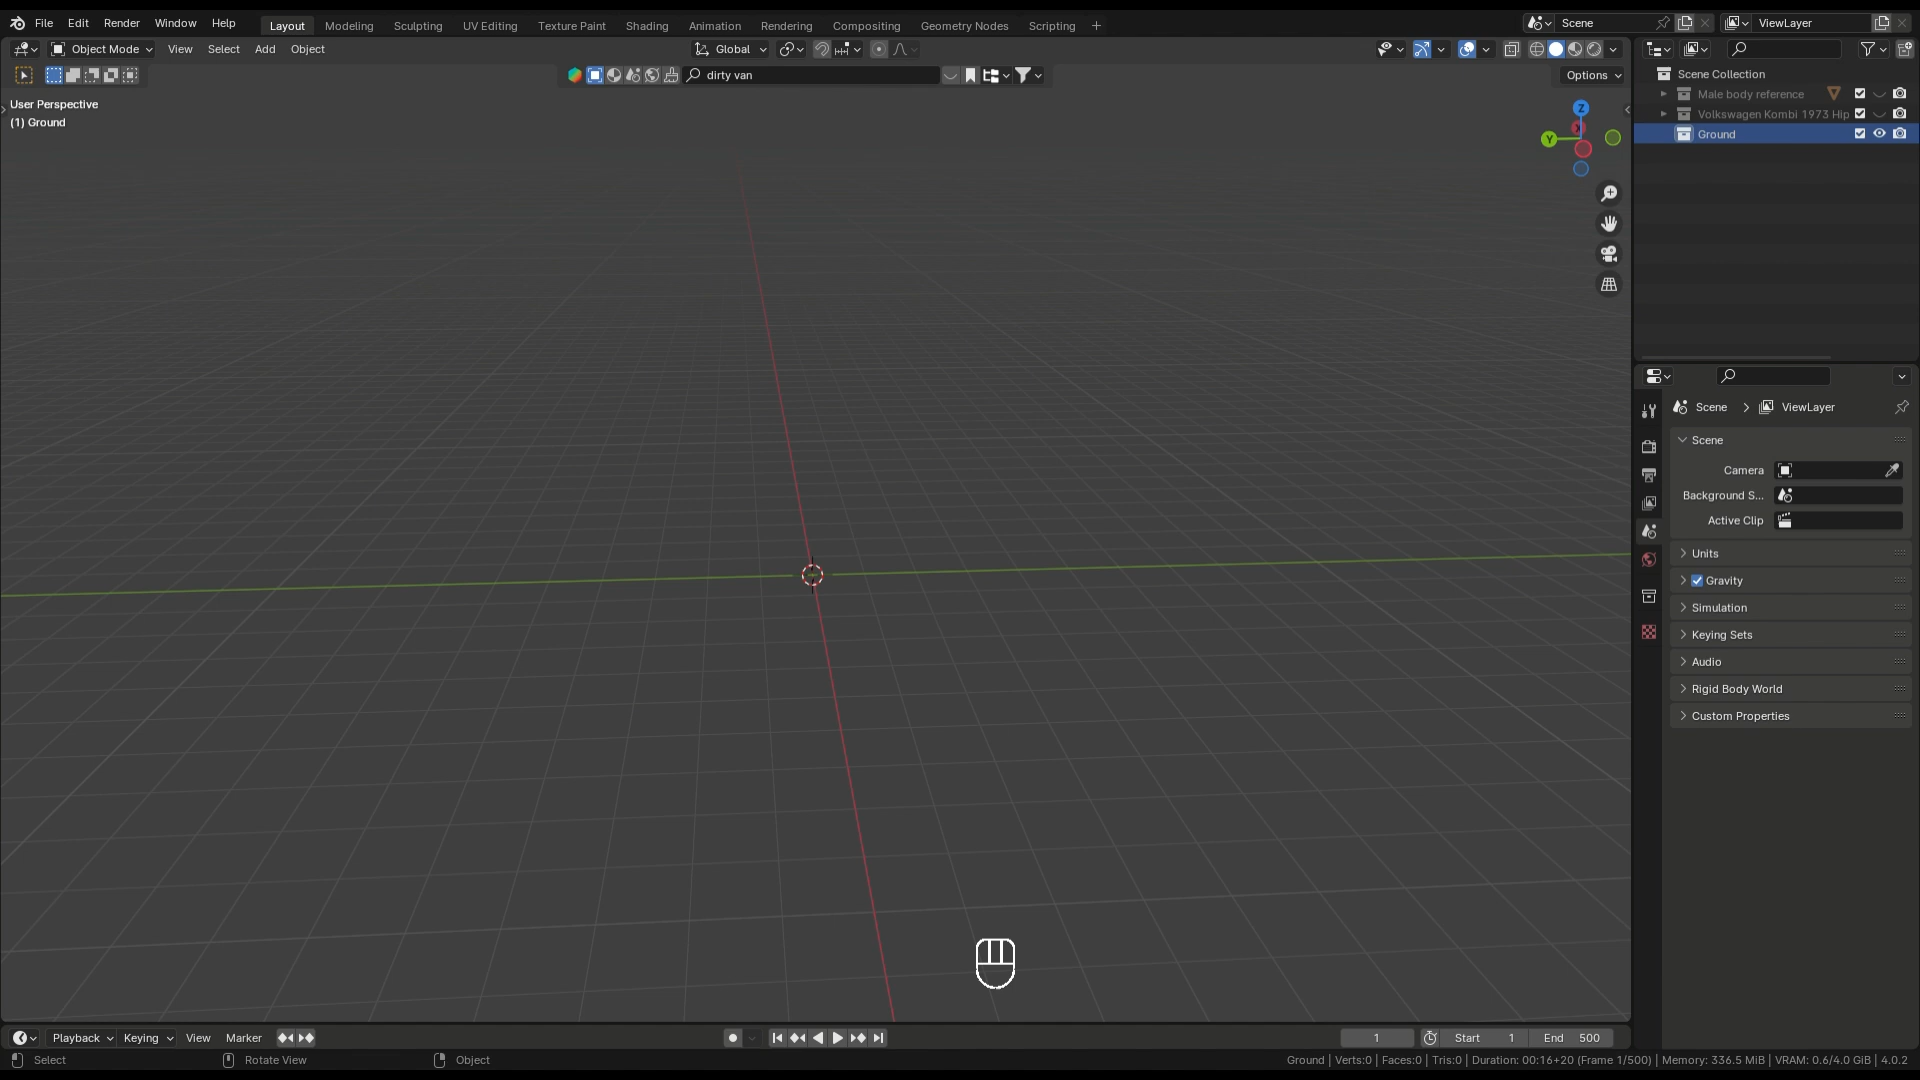 File Edit Render Window Help Layout Modeling Sculpting UV Editing Texture Paint Shading Animation Rendering Compositing Geometry Nodes Scripting + Scene ViewLayer
Object Mode View Select Add Object Global
dirty van Options
User Perspective
(1) Ground
Z
X
Y
Scene Collection
Male body reference
Volkswagen Kombi 1973 Hip
Ground
Scene ViewLayer
Scene
Camera
Background S...
Active Clip
Units
Gravity
Simulation
Keying Sets
Audio
Rigid Body World
Custom Properties
Playback Keying View Marker 1 Start 1 End 500
Select Rotate View Object Ground | Verts:0 | Faces:0 | Tris:0 | Duration: 00:16+20 (Frame 1/500) | Memory: 336.5 MiB | VRAM: 0.6/4.0 GiB | 4.0.2